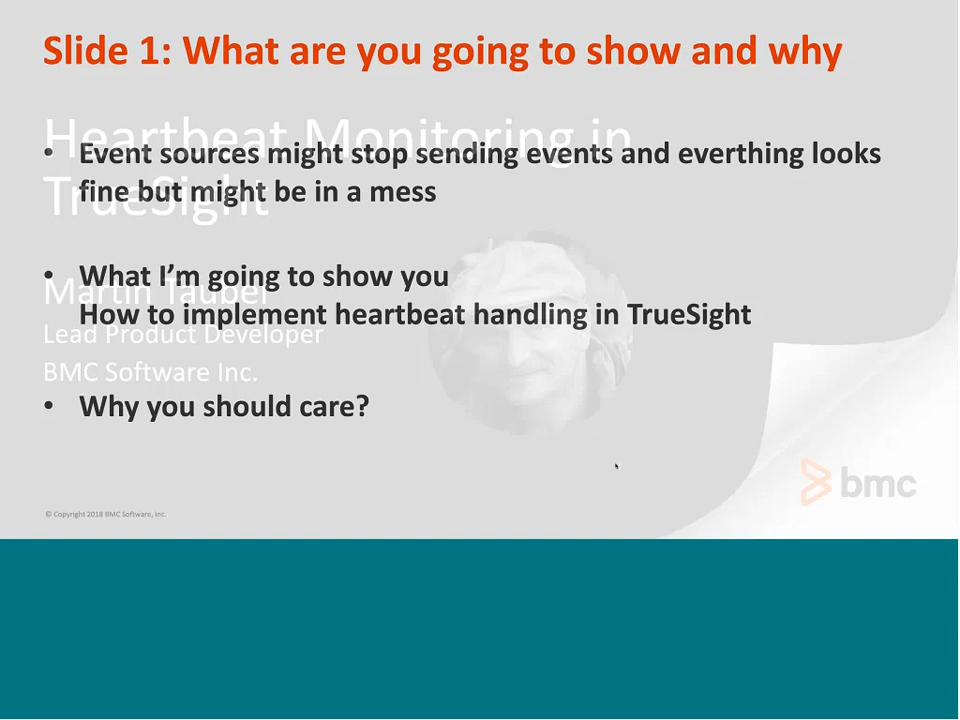 Slide 1: What are you going to show and why
Heartbeat Monitoring in
TrueSight
• Event sources might stop sending events and everthing looks
fine but might be in a mess
• What I’m going to show you
How to implement heartbeat handling in TrueSight
Martin Tauber
Lead Product Developer
BMC Software Inc.
• Why you should care?
bmc
© Copyright 2018 BMC Software, Inc.